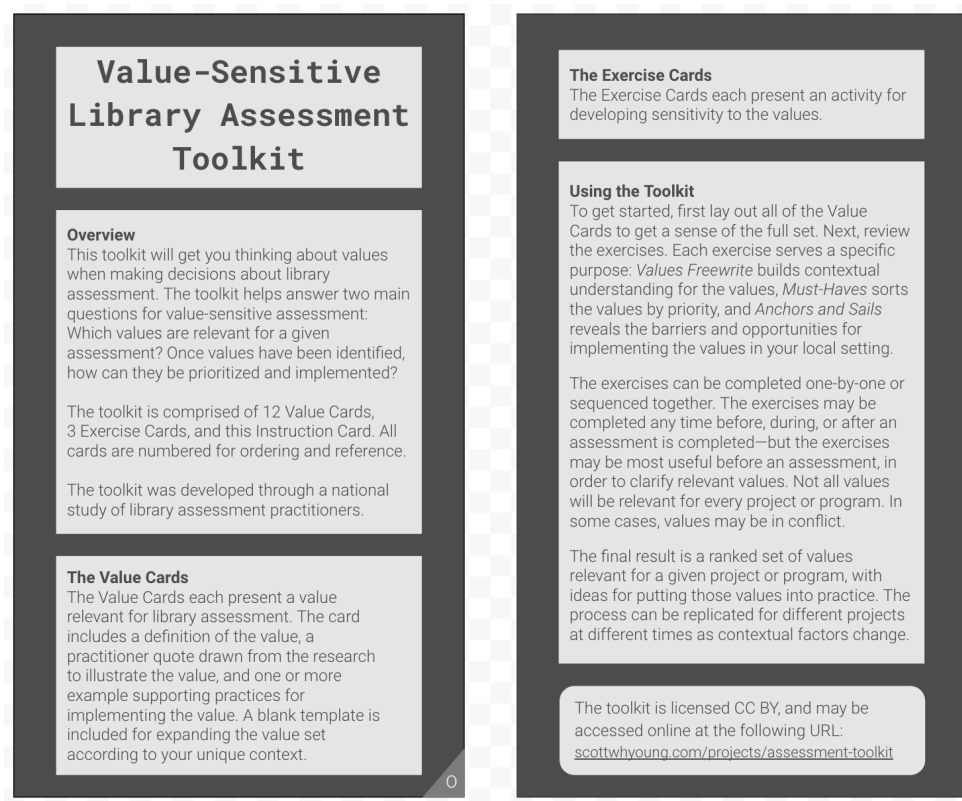 Value-Sensitive
Library Assessment
Toolkit
Overview
This toolkit will get you thinking about values
when making decisions about library
assessment. The toolkit helps answer two main
questions for value-sensitive assessment:
Which values are relevant for a given
assessment? Once values have been identified,
how can they be prioritized and implemented?
The toolkit is comprised of 12 Value Cards,
3 Exercise Cards, and this Instruction Card. All
cards are numbered for ordering and reference.
The toolkit was developed through a national
study of library assessment practitioners.
The Value Cards
The Value Cards each present a value
relevant for library assessment. The card
includes a definition of the value, a
practitioner quote drawn from the research
to illustrate the value, and one or more
example supporting practices for
implementing the value. A blank template is
included for expanding the value set
according to your unique context.
0
The Exercise Cards
The Exercise Cards each present an activity for
developing sensitivity to the values.
Using the Toolkit
To get started, first lay out all of the Value
Cards to get a sense of the full set. Next, review
the exercises. Each exercise serves a specific
purpose: Values Freewrite builds contextual
understanding for the values, Must-Haves sorts
the values by priority, and Anchors and Sails
reveals the barriers and opportunities for
implementing the values in your local setting.
The exercises can be completed one-by-one or
sequenced together. The exercises may be
completed any time before, during, or after an
assessment is completed—but the exercises
may be most useful before an assessment, in
order to clarify relevant values. Not all values
will be relevant for every project or program. In
some cases, values may be in conflict.
The final result is a ranked set of values
relevant for a given project or program, with
ideas for putting those values into practice. The
process can be replicated for different projects
at different times as contextual factors change.
The toolkit is licensed CC BY, and may be
accessed online at the following URL:
scottwhyoung.com/projects/assessment-toolkit